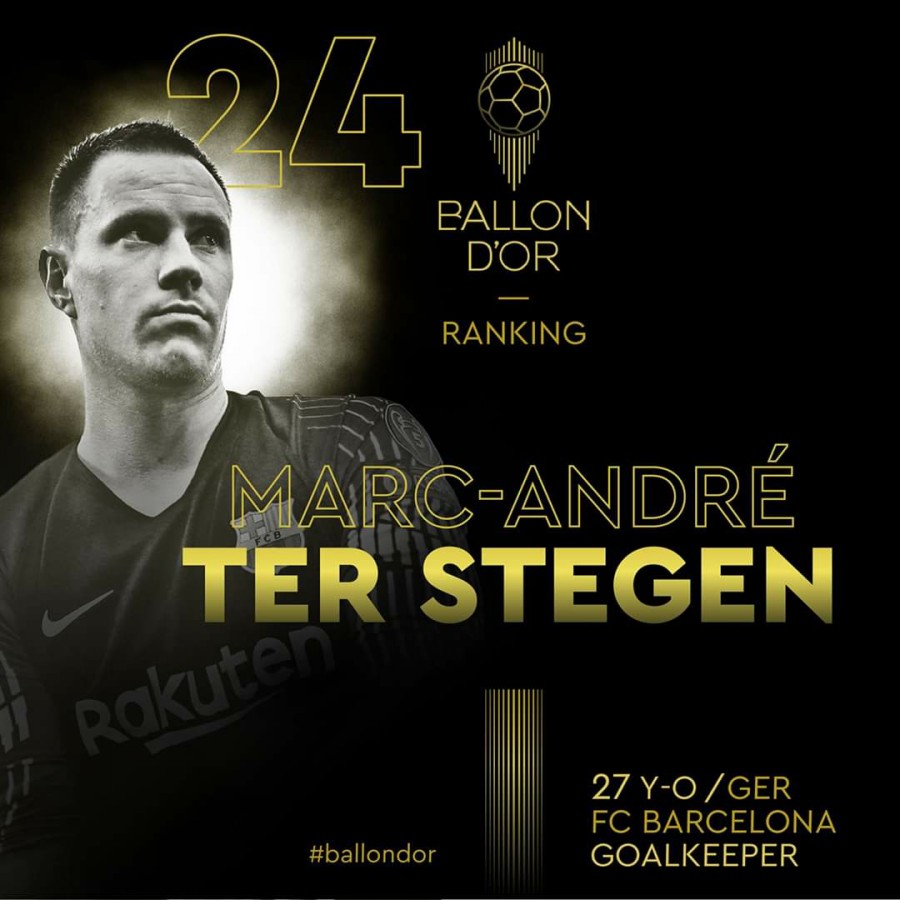 24
BALLON
D'OR
RANKING
MARC-ANDRÉ
FCB
TER STEGEN
Rakuten
27 Y-O /GER
FC BARCELONA
#ballondor
GOALKEEPER